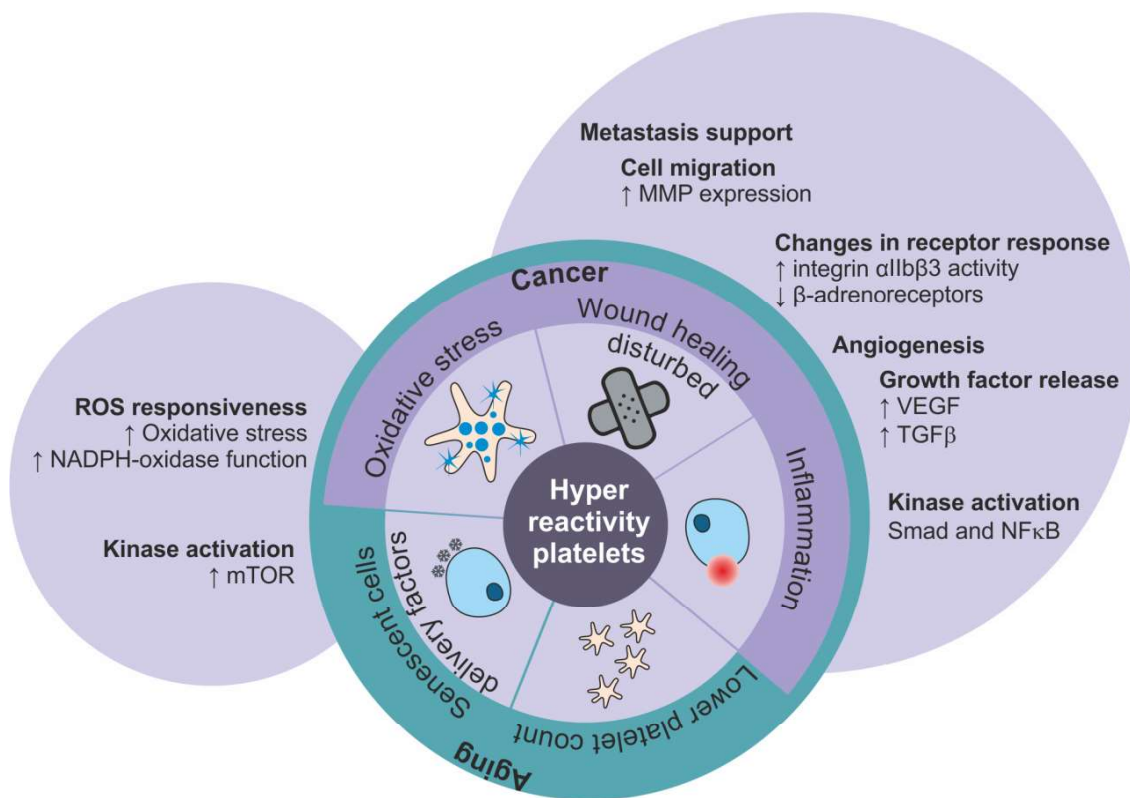 Metastasis support
Cell migration
↑ MMP expression
Changes in receptor response
↑ integrin αIIbβ3 activity
↓ β-adrenoreceptors
Angiogenesis
Growth factor release
↑ VEGF
↑ TGFβ
Kinase activation
Smad and NFκB
ROS responsiveness
↑ Oxidative stress
↑ NADPH-oxidase function
Kinase activation
↑ mTOR
Cancer
Oxidative stress
Wound healing
disturbed
Inflammation
Hyper
reactivity
platelets
Senescent cells
delivery factors
Lower platelet count
Aging